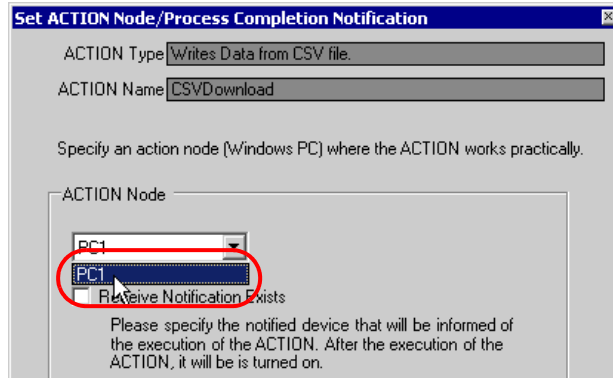 Set ACTION Node/Process Completion Notification
ACTION Type Writes Data from CSV file.
ACTION Name CSVDownload
Specify an action node (Windows PC) where the ACTION works practically.
ACTION Node
PC1
PC1
Receive Notification Exists
Please specify the notified device that will be informed of
the execution of the ACTION. After the execution of the
ACTION, it will be is turned on.